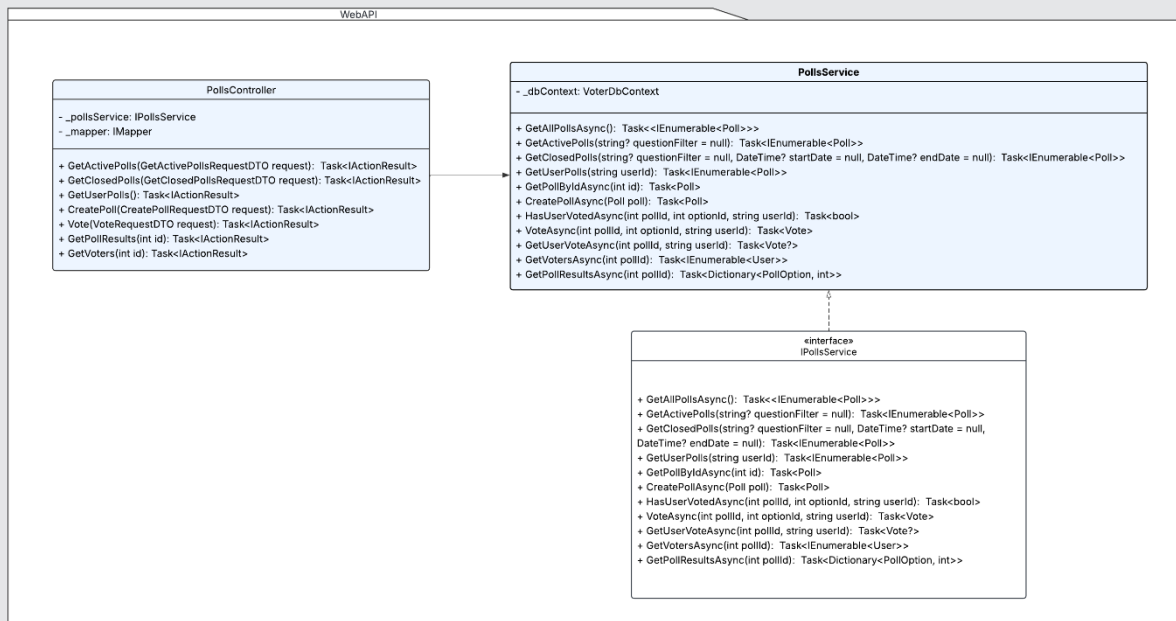 WebAPI
PollsController
- _pollsService: IPollsService
- _mapper: IMapper
+ GetActivePolls(GetActivePollsRequestDTO request): Task<IActionResult>
+ GetClosedPolls(GetClosedPollsRequestDTO request): Task<IActionResult>
+ GetUserPolls(): Task<IActionResult>
+ CreatePoll(CreatePollRequestDTO request): Task<IActionResult>
+ Vote(VoteRequestDTO request): Task<IActionResult>
+ GetPollResults(int id): Task<IActionResult>
+ GetVoters(int id): Task<IActionResult>
PollsService
- _dbContext: VoterDbContext
+ GetAllPollsAsync(): Task<<IEnumerable<Poll>>>
+ GetActivePolls(string? questionFilter = null): Task<IEnumerable<Poll>>
+ GetClosedPolls(string? questionFilter = null, DateTime? startDate = null, DateTime? endDate = null): Task<IEnumerable<Poll>>
+ GetUserPolls(string userId): Task<IEnumerable<Poll>>
+ GetPollByIdAsync(int id): Task<Poll>
+ CreatePollAsync(Poll poll): Task<Poll>
+ HasUserVotedAsync(int pollId, int optionId, string userId): Task<bool>
+ VoteAsync(int pollId, int optionId, string userId): Task<Vote>
+ GetUserVoteAsync(int pollId, string userId): Task<Vote?>
+ GetVotersAsync(int pollId): Task<IEnumerable<User>>
+ GetPollResultsAsync(int pollId): Task<Dictionary<PollOption, int>>
«interface»
IPollsService
+ GetAllPollsAsync(): Task<<IEnumerable<Poll>>>
+ GetActivePolls(string? questionFilter = null): Task<IEnumerable<Poll>>
+ GetClosedPolls(string? questionFilter = null, DateTime? startDate = null,
DateTime? endDate = null): Task<IEnumerable<Poll>>
+ GetUserPolls(string userId): Task<IEnumerable<Poll>>
+ GetPollByIdAsync(int id): Task<Poll>
+ CreatePollAsync(Poll poll): Task<Poll>
+ HasUserVotedAsync(int pollId, int optionId, string userId): Task<bool>
+ VoteAsync(int pollId, int optionId, string userId): Task<Vote>
+ GetUserVoteAsync(int pollId, string userId): Task<Vote?>
+ GetVotersAsync(int pollId): Task<IEnumerable<User>>
+ GetPollResultsAsync(int pollId): Task<Dictionary<PollOption, int>>